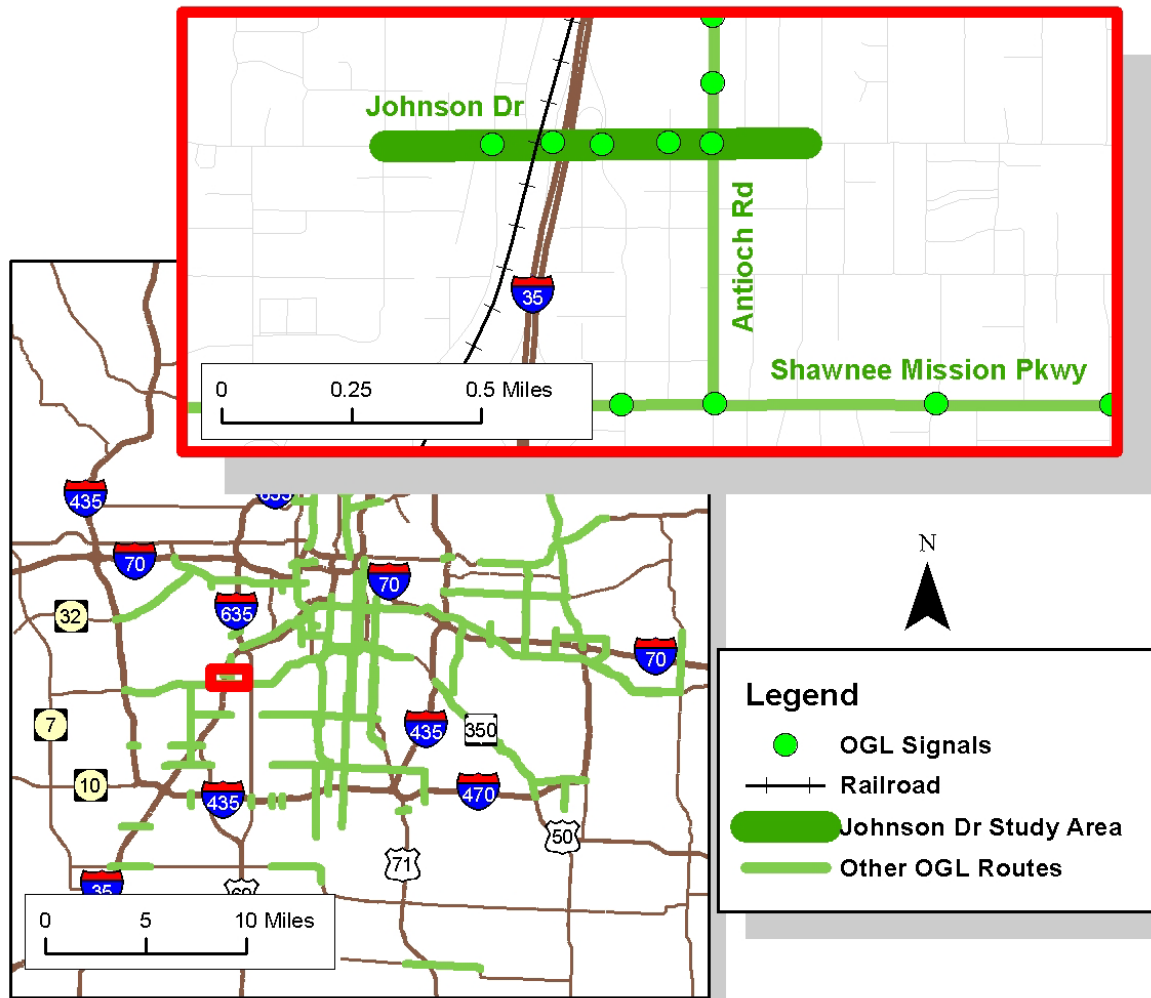 Johnson Dr
Antioch Rd
35
0 0.25 0.5 Miles
Shawnee Mission Pkwy
435
70
70
32
635
70
7
435
350
10
435
470
50
71
35
0 5 10 Miles
N
Legend
OGL Signals
Railroad
Johnson Dr Study Area
Other OGL Routes